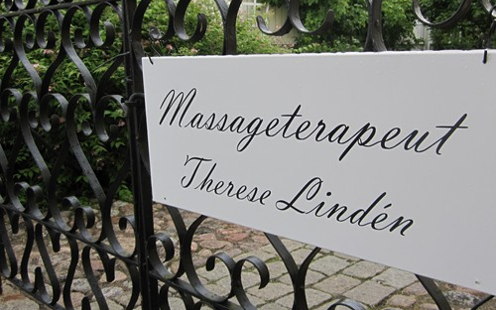 Massageterapeut
Therese Lindén